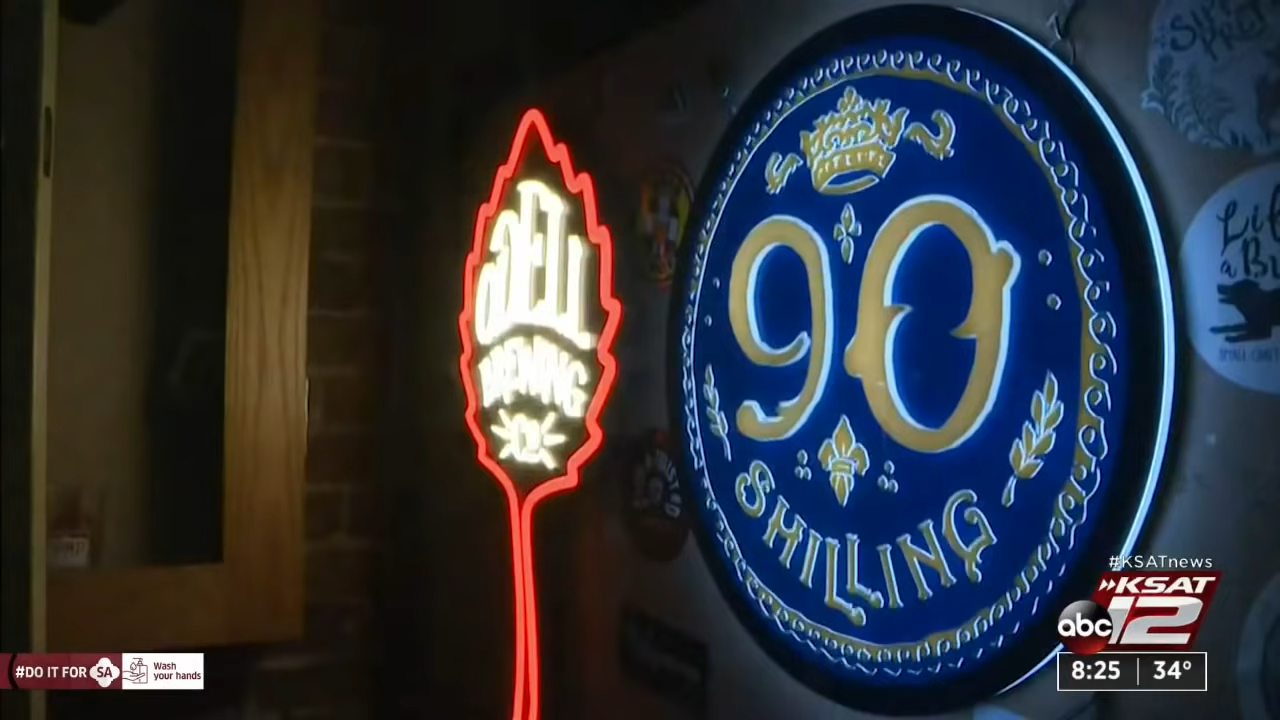 ODELL
BREWING
Co
90
SHILLING
#KSATnews
KSAT
abc 12
8:25 34°
#DO IT FOR SA
Wash
your hands